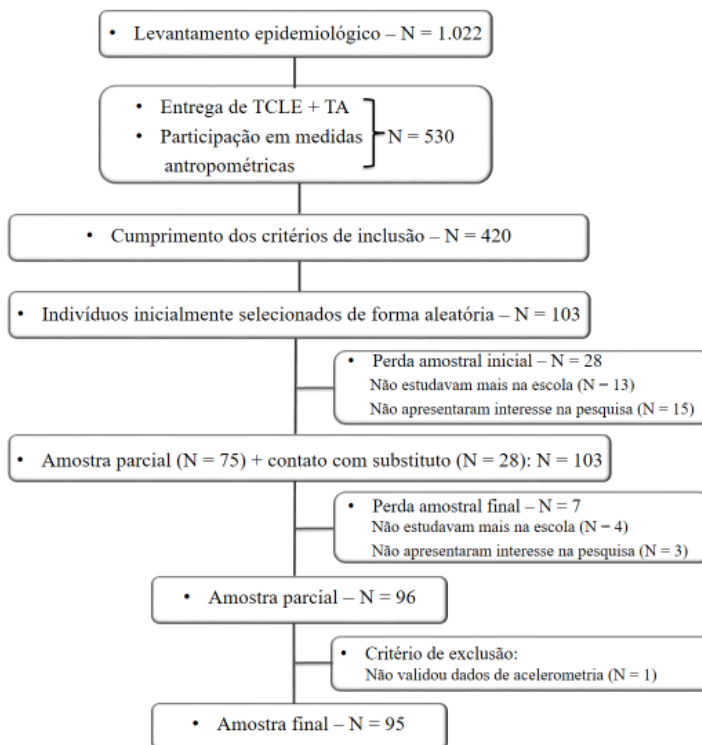 • Levantamento epidemiológico – N = 1.022
• Entrega de TCLE + TA
• Participação em medidas
antropométricas
N = 530
• Cumprimento dos critérios de inclusão – N = 420
• Indivíduos inicialmente selecionados de forma aleatória – N = 103
• Perda amostral inicial – N = 28
Não estudavam mais na escola (N – 13)
Não apresentaram interesse na pesquisa (N = 15)
• Amostra parcial (N = 75) + contato com substituto (N = 28): N = 103
• Perda amostral final – N = 7
Não estudavam mais na escola (N – 4)
Não apresentaram interesse na pesquisa (N = 3)
• Amostra parcial – N = 96
• Critério de exclusão:
Não validou dados de acelerometria (N = 1)
• Amostra final – N = 95